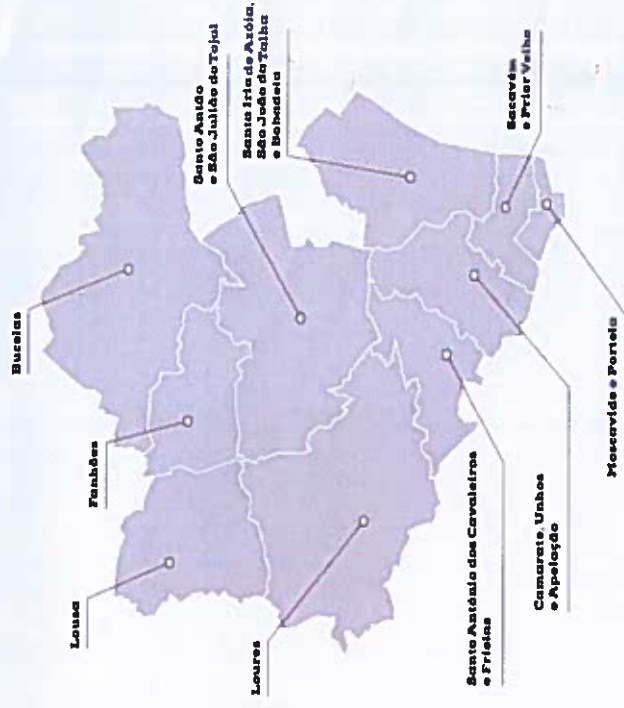 Bucelas
Santo Antão
e São Julião do Tojal
Santa Iria de Azóia,
São João da Talha
e Bobadela
Fanhões
Lousa
Sacavém
e Prior Velho
Loures
Santo António dos Cavaleiros
e Frielas
Camarate, Unhos
e Apelação
Moscavide e Portela